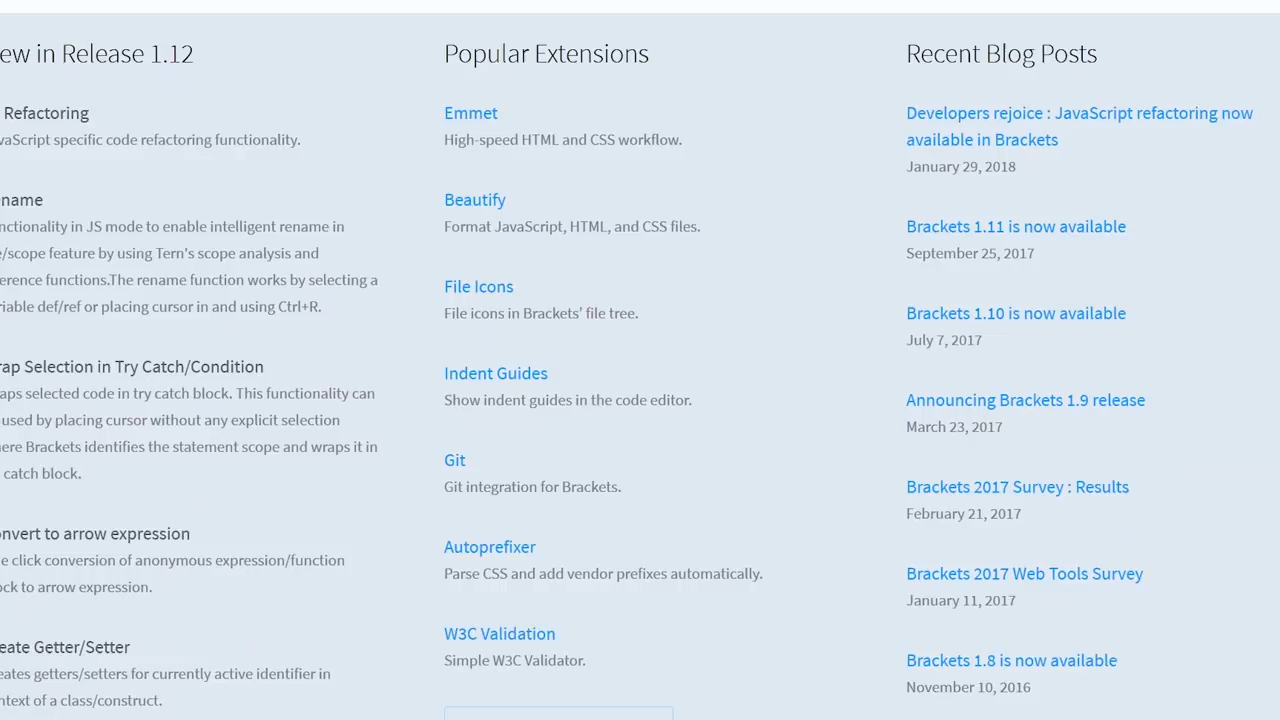 ew in Release 1.12
Refactoring
vaScript specific code refactoring functionality.
ename
nctionality in JS mode to enable intelligent rename in
e/scope feature by using Tern's scope analysis and
erence functions.The rename function works by selecting a
riable def/ref or placing cursor in and using Ctrl+R.
rap Selection in Try Catch/Condition
aps selected code in try catch block. This functionality can
used by placing cursor without any explicit selection
here Brackets identifies the statement scope and wraps it in
catch block.
onvert to arrow expression
e click conversion of anonymous expression/function
ock to arrow expression.
eate Getter/Setter
eates getters/setters for currently active identifier in
ntext of a class/construct.
Popular Extensions
Emmet
High-speed HTML and CSS workflow.
Beautify
Format JavaScript, HTML, and CSS files.
File Icons
File icons in Brackets’ file tree.
Indent Guides
Show indent guides in the code editor.
Git
Git integration for Brackets.
Autoprefixer
Parse CSS and add vendor prefixes automatically.
W3C Validation
Simple W3C Validator.
Recent Blog Posts
Developers rejoice : JavaScript refactoring now
available in Brackets
January 29, 2018
Brackets 1.11 is now available
September 25, 2017
Brackets 1.10 is now available
July 7, 2017
Announcing Brackets 1.9 release
March 23, 2017
Brackets 2017 Survey : Results
February 21, 2017
Brackets 2017 Web Tools Survey
January 11, 2017
Brackets 1.8 is now available
November 10, 2016